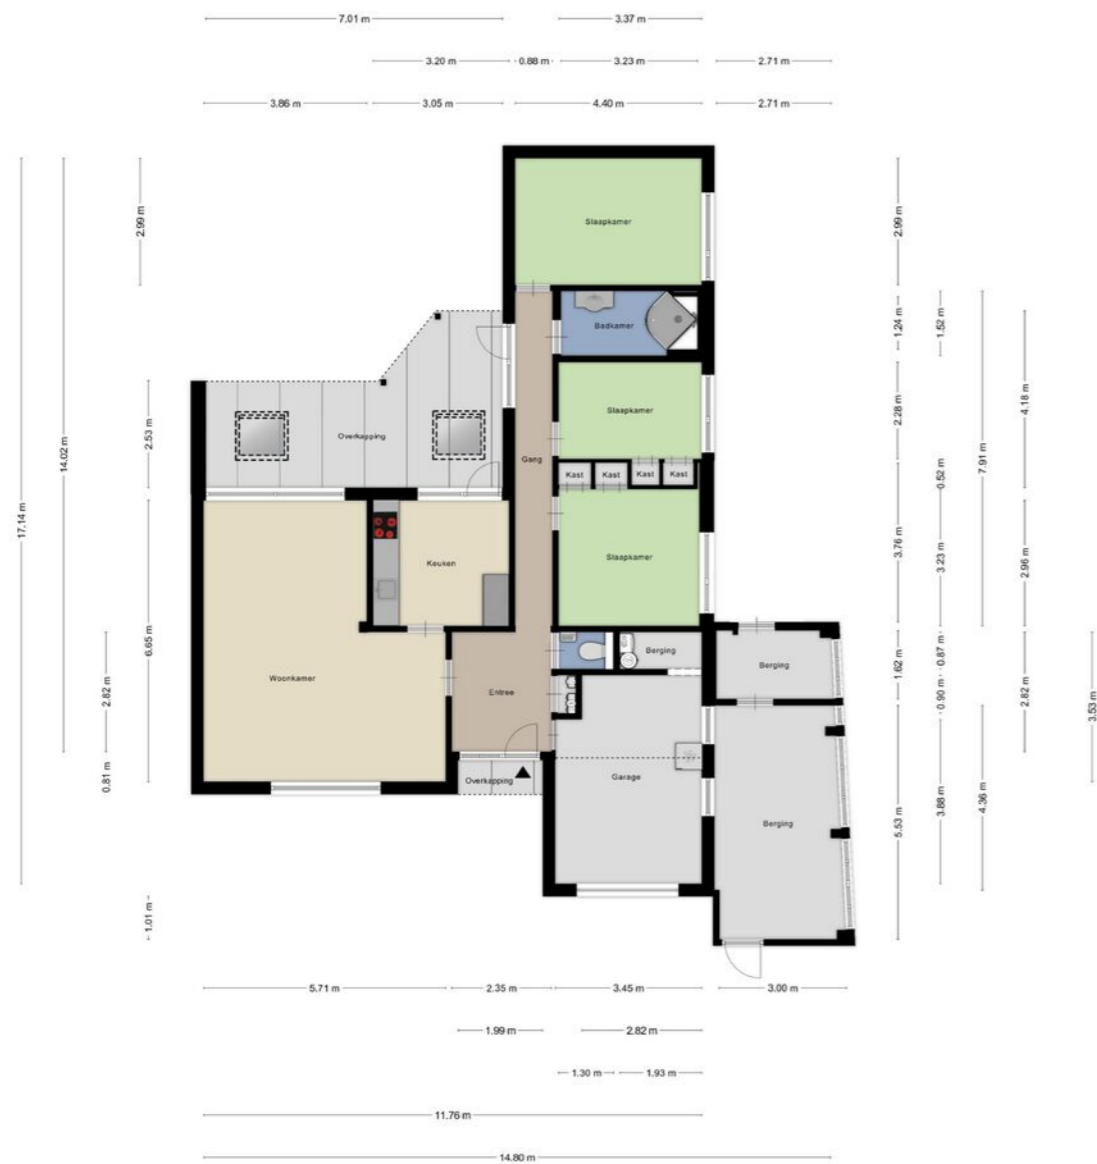 7.01 m
3.37 m
3.20 m
0.88 m
3.23 m
2.71 m
3.86 m
3.05 m
4.40 m
2.71 m
17.14 m
14.02 m
2.99 m
2.53 m
6.65 m
2.82 m
0.81 m
1.01 m
Slaapkamer
Badkamer
Slaapkamer
Overkapping
Gang
Kast
Kast
Kast
Kast
Keuken
Slaapkamer
Berging
Berging
Woonkamer
Entree
Overkapping
Garage
Berging
2.99 m
1.24 m
2.28 m
3.76 m
1.62 m
5.53 m
1.52 m
0.52 m
3.23 m
0.87 m
0.90 m
3.88 m
7.91 m
4.36 m
4.18 m
2.96 m
2.82 m
3.53 m
5.71 m
2.35 m
3.45 m
3.00 m
1.99 m
2.82 m
1.30 m
1.93 m
11.76 m
14.80 m